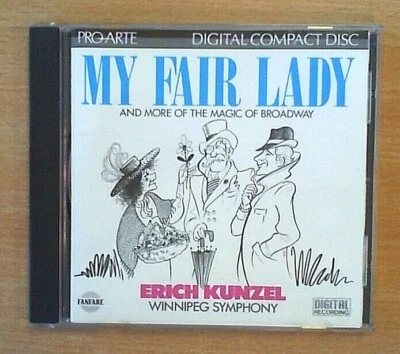 PRO-ARTE DIGITAL COMPACT DISC
MY FAIR LADY
AND MORE OF THE MAGIC OF BROADWAY
ERICH KUNZEL
WINNIPEG SYMPHONY
FANFARE
DIGITAL
RECORDING